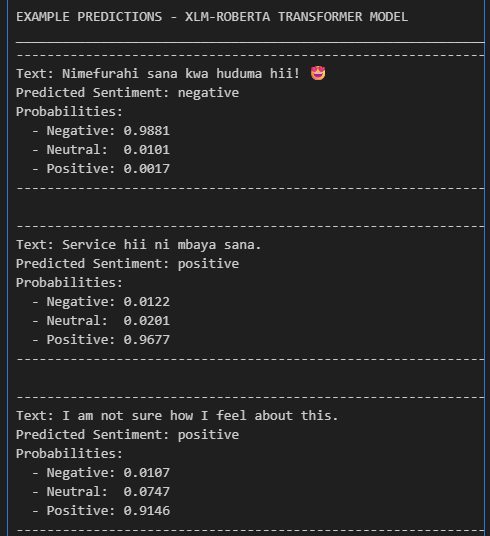 EXAMPLE PREDICTIONS - XLM-ROBERTA TRANSFORMER MODEL
Text: Nimefurahi sana kwa huduma hii! 🤩
Predicted Sentiment: negative
Probabilities:
- Negative: 0.9881
- Neutral: 0.0101
- Positive: 0.0017
Text: Service hii ni mbaya sana.
Predicted Sentiment: positive
Probabilities:
- Negative: 0.0122
- Neutral: 0.0201
- Positive: 0.9677
Text: I am not sure how I feel about this.
Predicted Sentiment: positive
Probabilities:
- Negative: 0.0107
- Neutral: 0.0747
- Positive: 0.9146